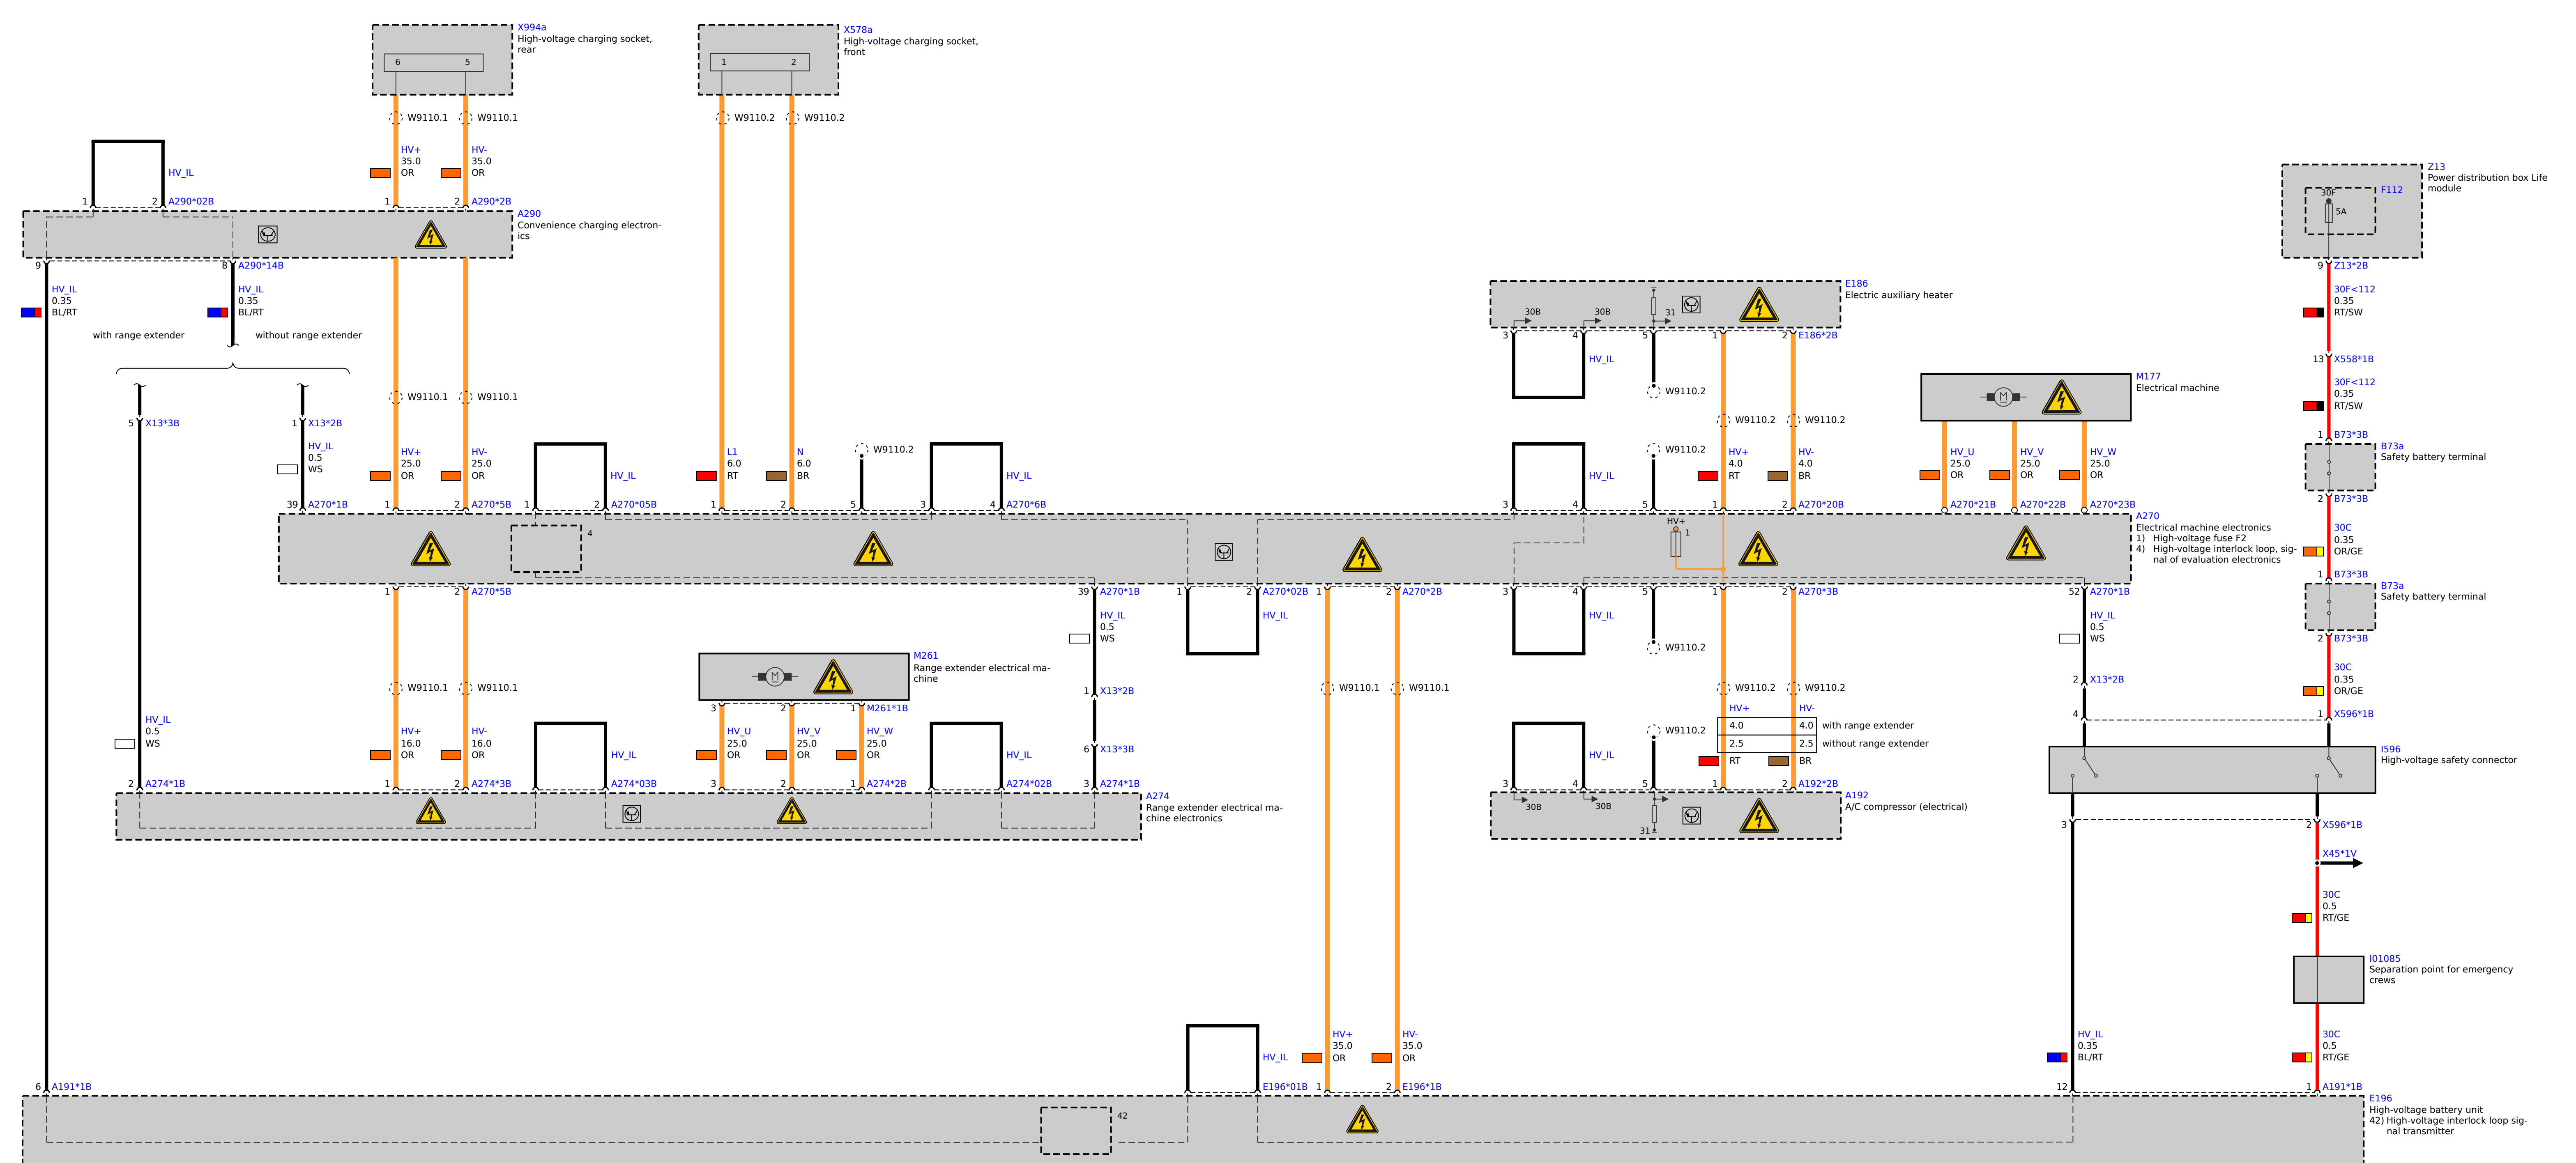 X994a
High-voltage charging socket,
rear
6 5
X578a
High-voltage charging socket,
front
1 2
W9110.1 W9110.1
W9110.2 W9110.2
HV+
35.0
OR
HV-
35.0
OR
HV_IL
1 2 A290*02B
1 2 A290*2B
A290
Convenience charging electron-
ics
Z13
Power distribution box Life
module
30F
F112
5A
9
8 A290*14B
9 Z13*2B
HV_IL
0.35
BL/RT
HV_IL
0.35
BL/RT
with range extender
without range extender
E186
Electric auxiliary heater
30B 30B 31
3 4 5 1 2 E186*2B
HV_IL
W9110.2
W9110.2 W9110.2
30F<112
0.35
RT/SW
13 X558*1B
30F<112
0.35
RT/SW
1 B73*3B
M177
Electrical machine
M
W9110.1 W9110.1
5 X13*3B
1 X13*2B
HV_IL
0.5
WS
HV+
25.0
OR
HV-
25.0
OR
HV_IL
L1
6.0
RT
N
6.0
BR
W9110.2
HV_IL
HV_IL
W9110.2
HV+
4.0
RT
HV-
4.0
BR
HV_U
25.0
OR
HV_V
25.0
OR
HV_W
25.0
OR
B73a
Safety battery terminal
2 B73*3B
39 A270*1B
1 2 A270*5B
1 2 A270*05B
1 2 5 3 4 A270*6B
3 4 5 1 2 A270*20B
A270*21B A270*22B A270*23B
4
HV+
1
A270
Electrical machine electronics
1) High-voltage fuse F2
4) High-voltage interlock loop, sig-
nal of evaluation electronics
30C
0.35
OR/GE
1 B73*3B
B73a
Safety battery terminal
2 B73*3B
1 2 A270*5B
39 A270*1B
1 2 A270*02B
1 2 A270*2B
3 4 5 1 2 A270*3B
52 A270*1B
HV_IL
0.5
WS
HV_IL
HV_IL
W9110.2
HV_IL
0.5
WS
M261
Range extender electrical ma-
chine
M
3 2 1 M261*1B
W9110.1 W9110.1
1 X13*2B
W9110.1 W9110.1
W9110.2 W9110.2
2 X13*2B
30C
0.35
OR/GE
4
1 X596*1B
HV_IL
0.5
WS
HV+
16.0
OR
HV-
16.0
OR
HV_IL
HV_U
25.0
OR
HV_V
25.0
OR
HV_W
25.0
OR
HV_IL
6 X13*3B
HV_IL
W9110.2
HV+ HV-
4.0 4.0 with range extender
2.5 2.5 without range extender
RT BR
I596
High-voltage safety connector
2 A274*1B
1 2 A274*3B
A274*03B
3 2 1 A274*2B
A274*02B
3 A274*1B
3 4 5 1 2 A192*2B
A274
Range extender electrical ma-
chine electronics
30B 30B 31
A192
A/C compressor (electrical)
3
2 X596*1B
X45*1V
30C
0.5
RT/GE
I01085
Separation point for emergency
crews
HV_IL
HV+
35.0
OR
HV-
35.0
OR
HV_IL
0.35
BL/RT
30C
0.5
RT/GE
6 A191*1B
E196*01B
1 2 E196*1B
12
1 A191*1B
42
E196
High-voltage battery unit
42) High-voltage interlock loop sig-
nal transmitter